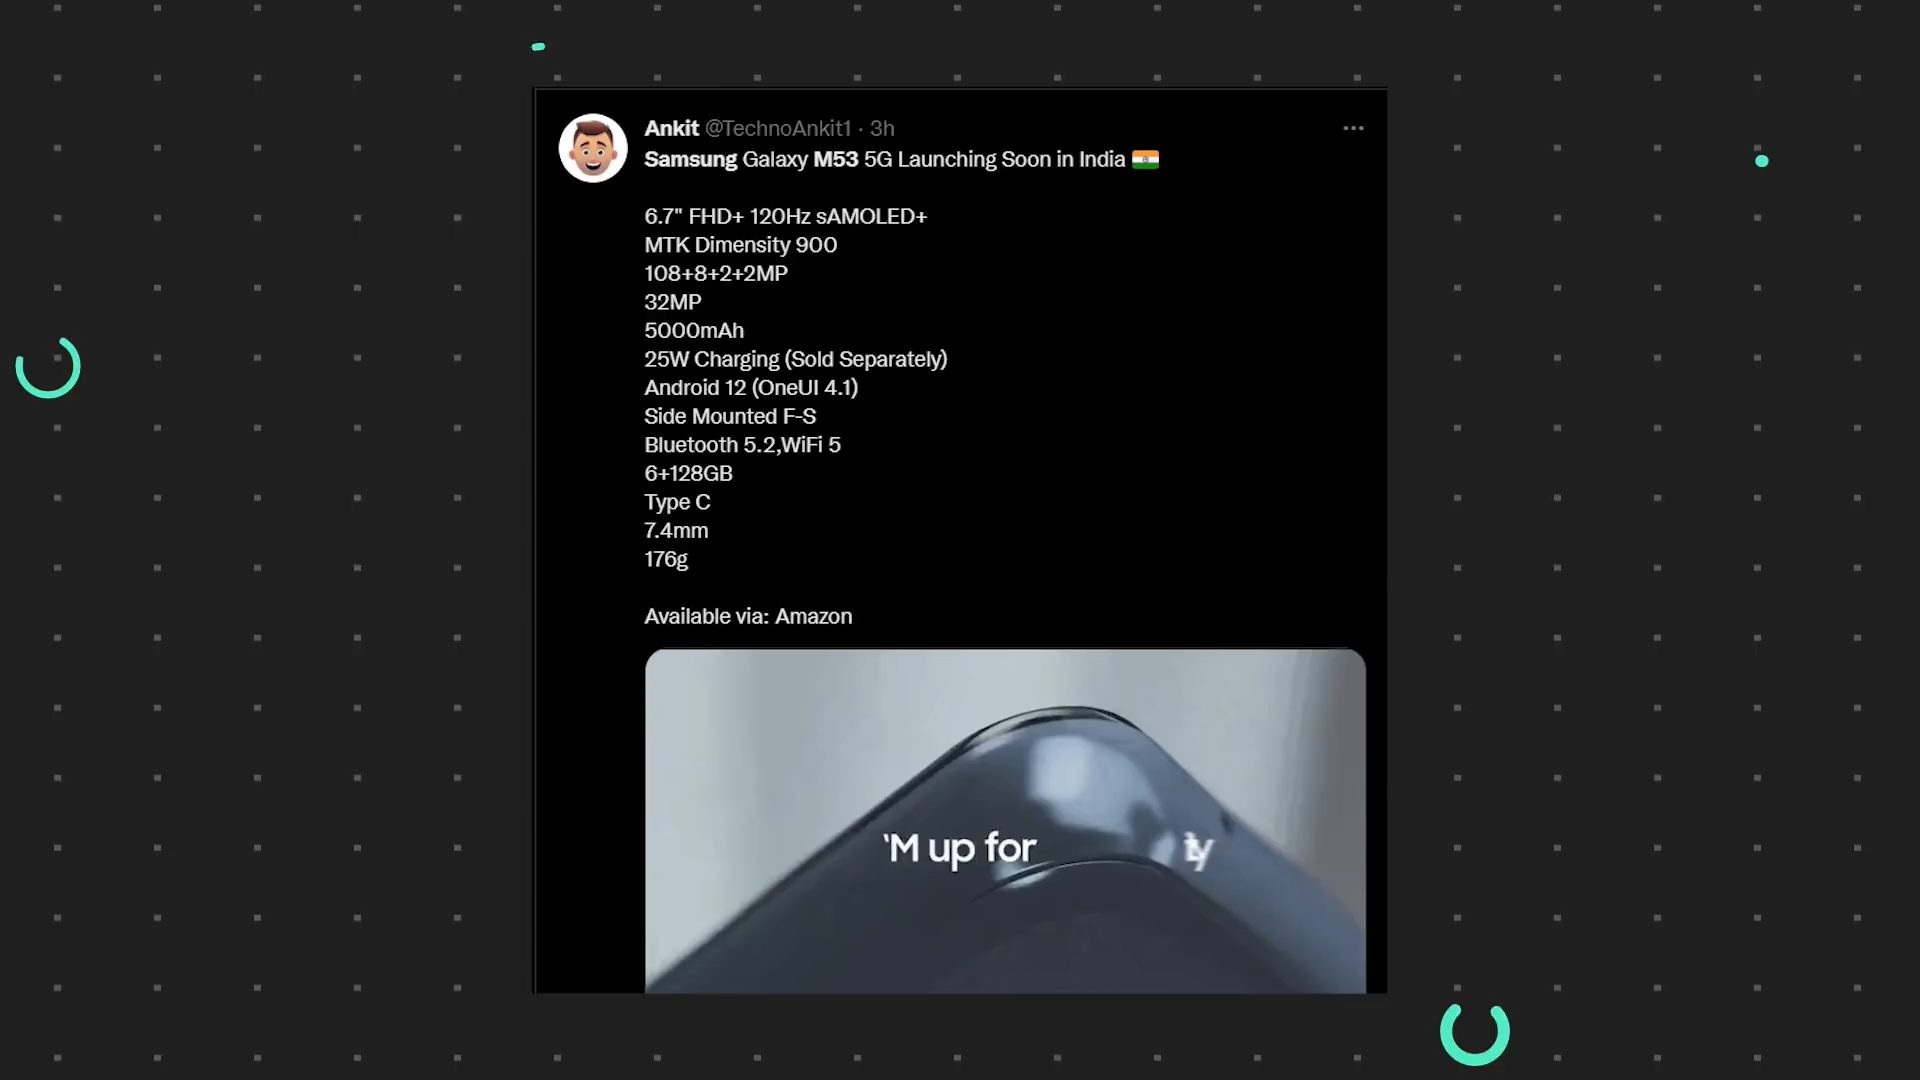 Ankit @TechnoAnkit1 · 3h
Samsung Galaxy M53 5G Launching Soon in India
6.7" FHD+ 120Hz sAMOLED+
MTK Dimensity 900
108+8+2+2MP
32MP
5000mAh
25W Charging (Sold Separately)
Android 12 (OneUI 4.1)
Side Mounted F-S
Bluetooth 5.2,WiFi 5
6+128GB
Type C
7.4mm
176g
Available via: Amazon
‘M up for